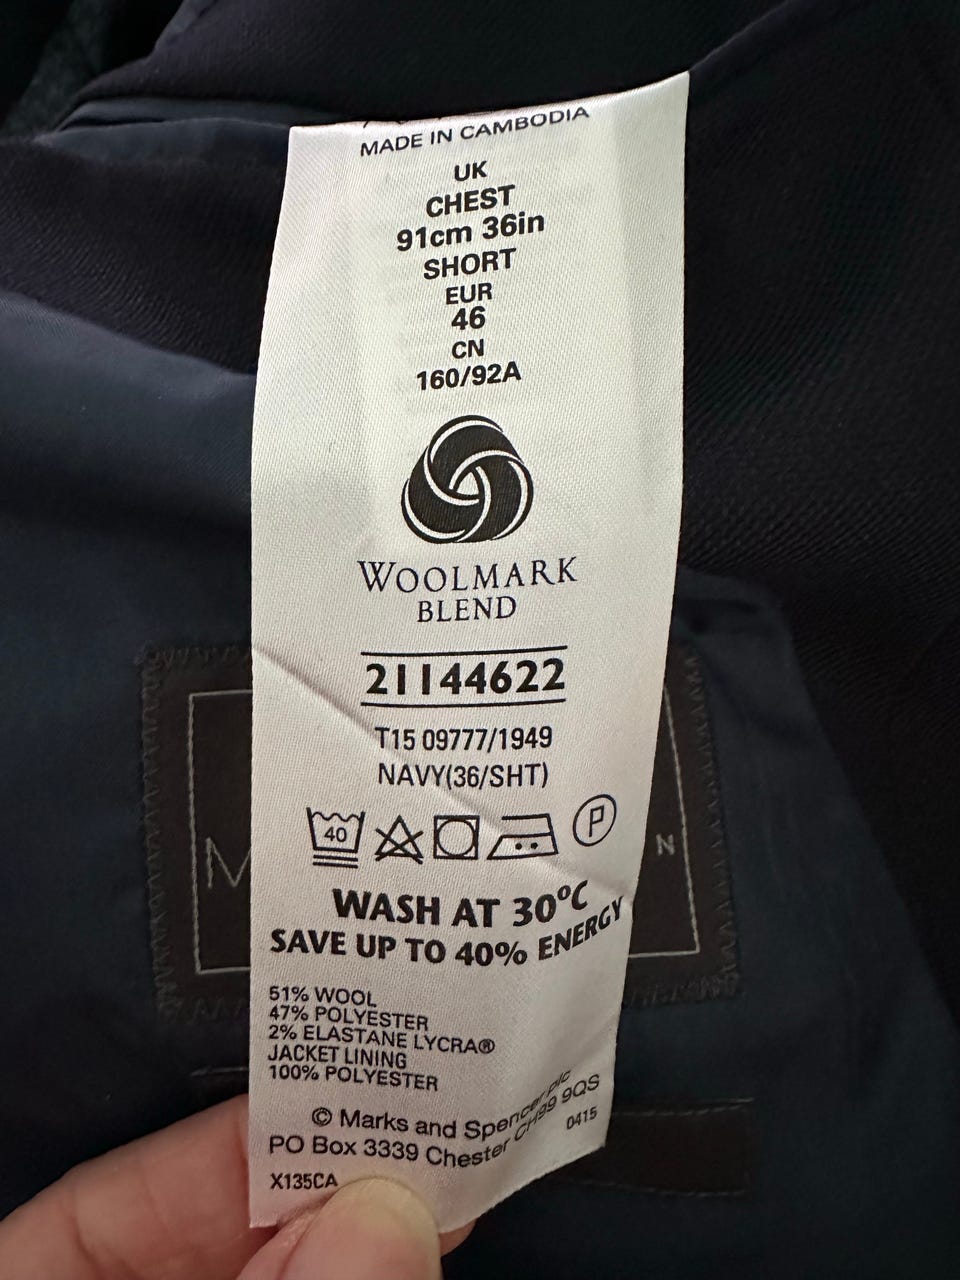 MADE IN CAMBODIA
UK
CHEST
91cm 36in
SHORT
EUR
46
CN
160/92A
WOOLMARK
BLEND
21144622
T15 09777/1949
NAVY(36/SHT)
40
P
WASH AT 30°C
SAVE UP TO 40% ENERGY
51% WOOL
47% POLYESTER
2% ELASTANE LYCRA®
JACKET LINING
100% POLYESTER
© Marks and Spencer plc
PO Box 3339 Chester CH99 9QS
0415
X135CA
M
N